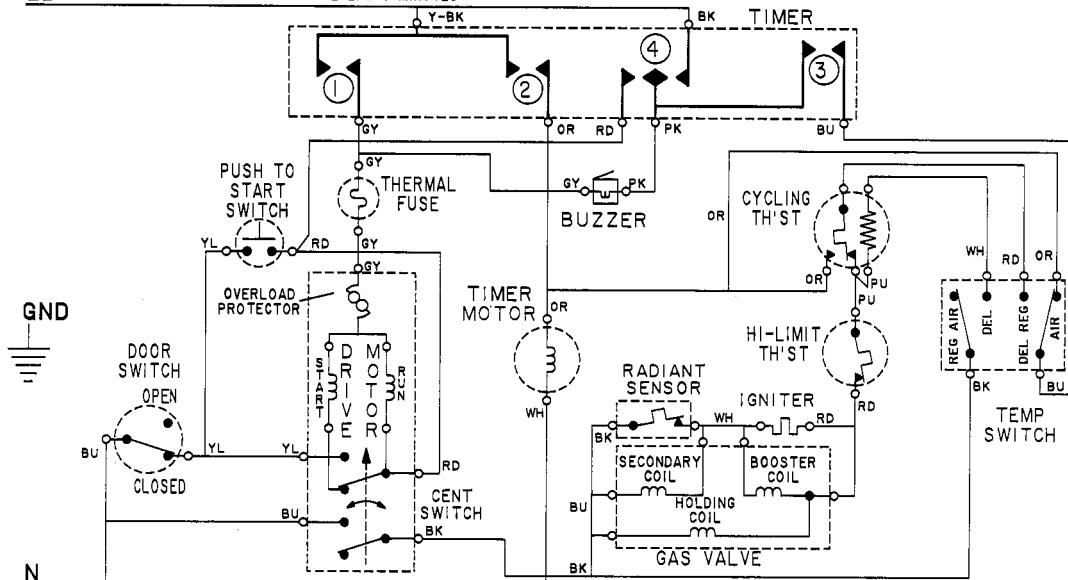 Y-BK
BK
TIMER
1
2
4
3
GY
OR
RD
PK
BU
PUSH TO
START
SWITCH
GY
THERMAL
FUSE
GY
PK
BUZZER
OR
CYCLING
TH'ST
YL
RD
GY
GY
WH
RD
OR
OR
PU
PU
OVERLOAD
PROTECTOR
TIMER
MOTOR
OR
GND
HI-LIMIT
TH'ST
REG AIR
DEL
DEL REG
AIR
DOOR
SWITCH
OPEN
START
DRIVE
MOTOR
RUN
RADIANT
SENSOR
IGNITER
BK
BU
WH
WH
RD
RD
TEMP
SWITCH
BK
BU
YL
YL
RD
CLOSED
SECONDARY
COIL
BOOSTER
COIL
CENT
SWITCH
BU
BU
HOLDING
COIL
BK
GAS VALVE
BK
N